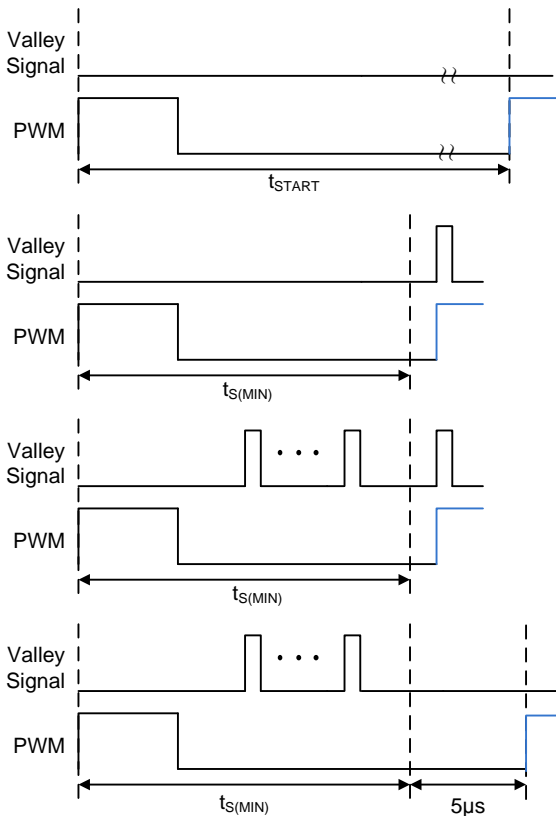 Valley
Signal
PWM
tSTART
Valley
Signal
PWM
tS(MIN)
Valley
Signal
PWM
tS(MIN)
Valley
Signal
PWM
tS(MIN)
5µs